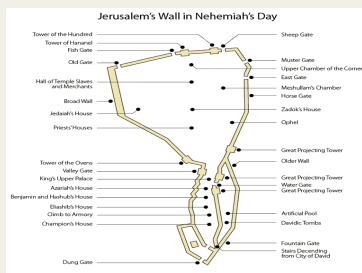 Jerusalem's Wall in Nehemiah's Day
Tower of the Hundred
Tower of Hananel
Fish Gate
Old Gate
Hall of Temple Slaves
and Merchants
Broad Wall
Jedaiah's House
Priests' Houses
Tower of the Ovens
Valley Gate
King's Upper Palace
Azariah's House
Benjamin and Hashub's House
Eliashib's House
Climb to Armory
Champion's House
Dung Gate
Sheep Gate
Muster Gate
Upper Chamber of the Corner
East Gate
Meshullam's Chamber
Horse Gate
Zadok's House
Ophel
Great Projecting Tower
Older Wall
Great Projecting Tower
Water Gate
Great Projecting Tower
Artificial Pool
Davidic Tombs
Fountain Gate
Stairs Decending
from City of David